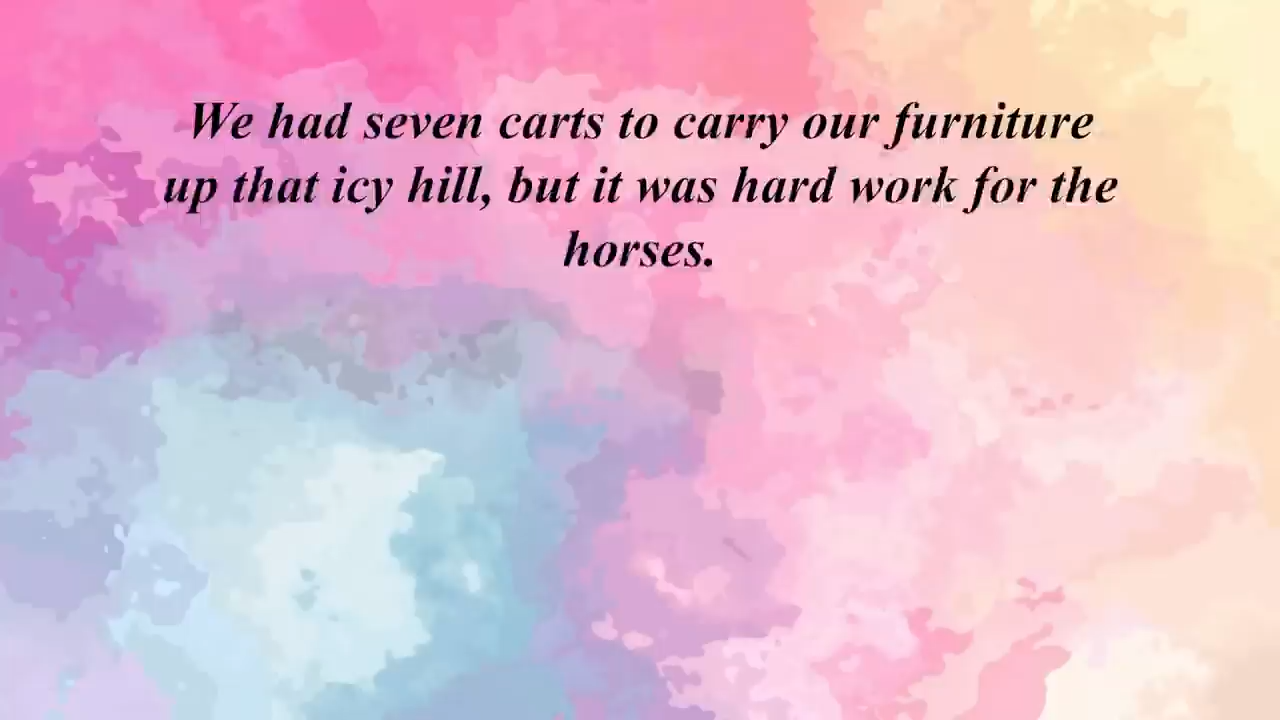 We had seven carts to carry our furniture
up that icy hill, but it was hard work for the
horses.